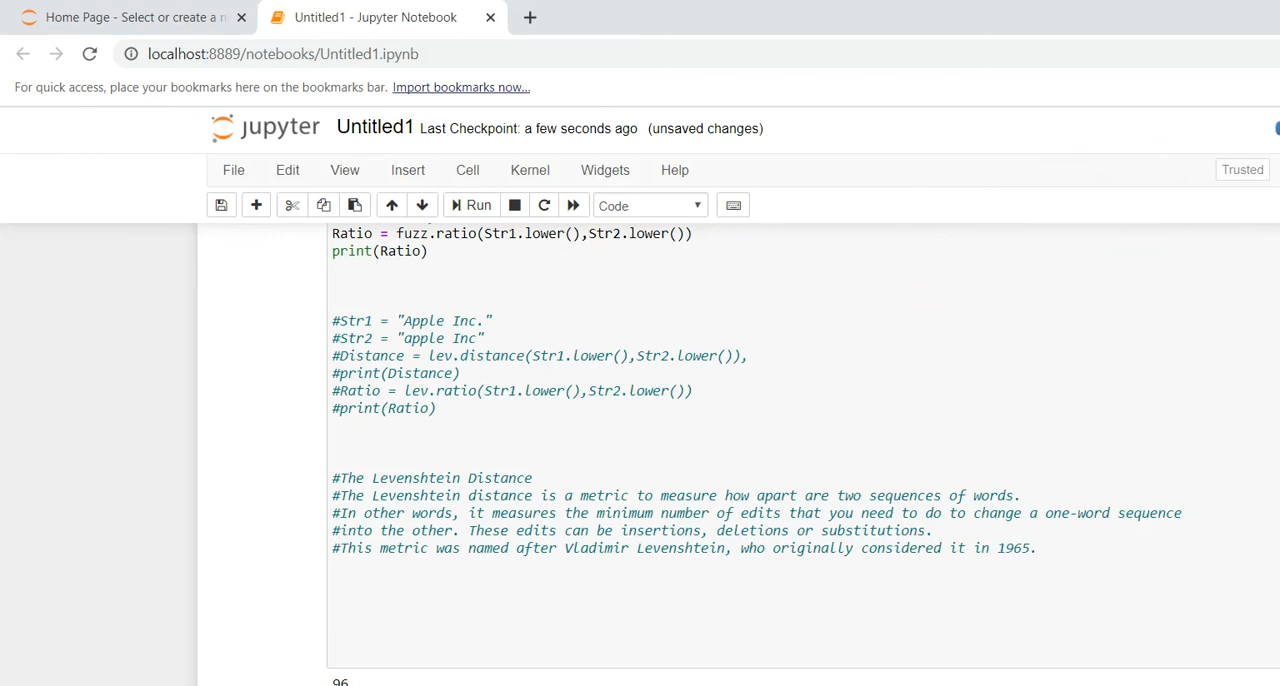 Home Page - Select or create a n
Untitled1 - Jupyter Notebook
localhost:8889/notebooks/Untitled1.ipynb
For quick access, place your bookmarks here on the bookmarks bar. Import bookmarks now...
jupyter Untitled1 Last Checkpoint: a few seconds ago (unsaved changes)
File Edit View Insert Cell Kernel Widgets Help Trusted
Run Code
Ratio = fuzz.ratio(Str1.lower(),Str2.lower())
print(Ratio)
#Str1 = "Apple Inc."
#Str2 = "apple Inc"
#Distance = lev.distance(Str1.lower(),Str2.lower()),
#print(Distance)
#Ratio = lev.ratio(Str1.lower(),Str2.lower())
#print(Ratio)
#The Levenshtein Distance
#The Levenshtein distance is a metric to measure how apart are two sequences of words.
#In other words, it measures the minimum number of edits that you need to do to change a one-word sequence
#into the other. These edits can be insertions, deletions or substitutions.
#This metric was named after Vladimir Levenshtein, who originally considered it in 1965.
96